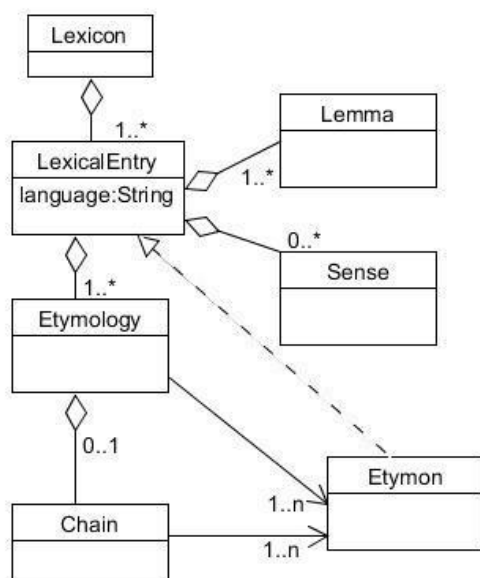 Lexicon
1..*
LexicalEntry
language:String
Lemma
1..*
0..*
Sense
1..*
Etymology
0..1
Etymon
1..n
Chain
1..n